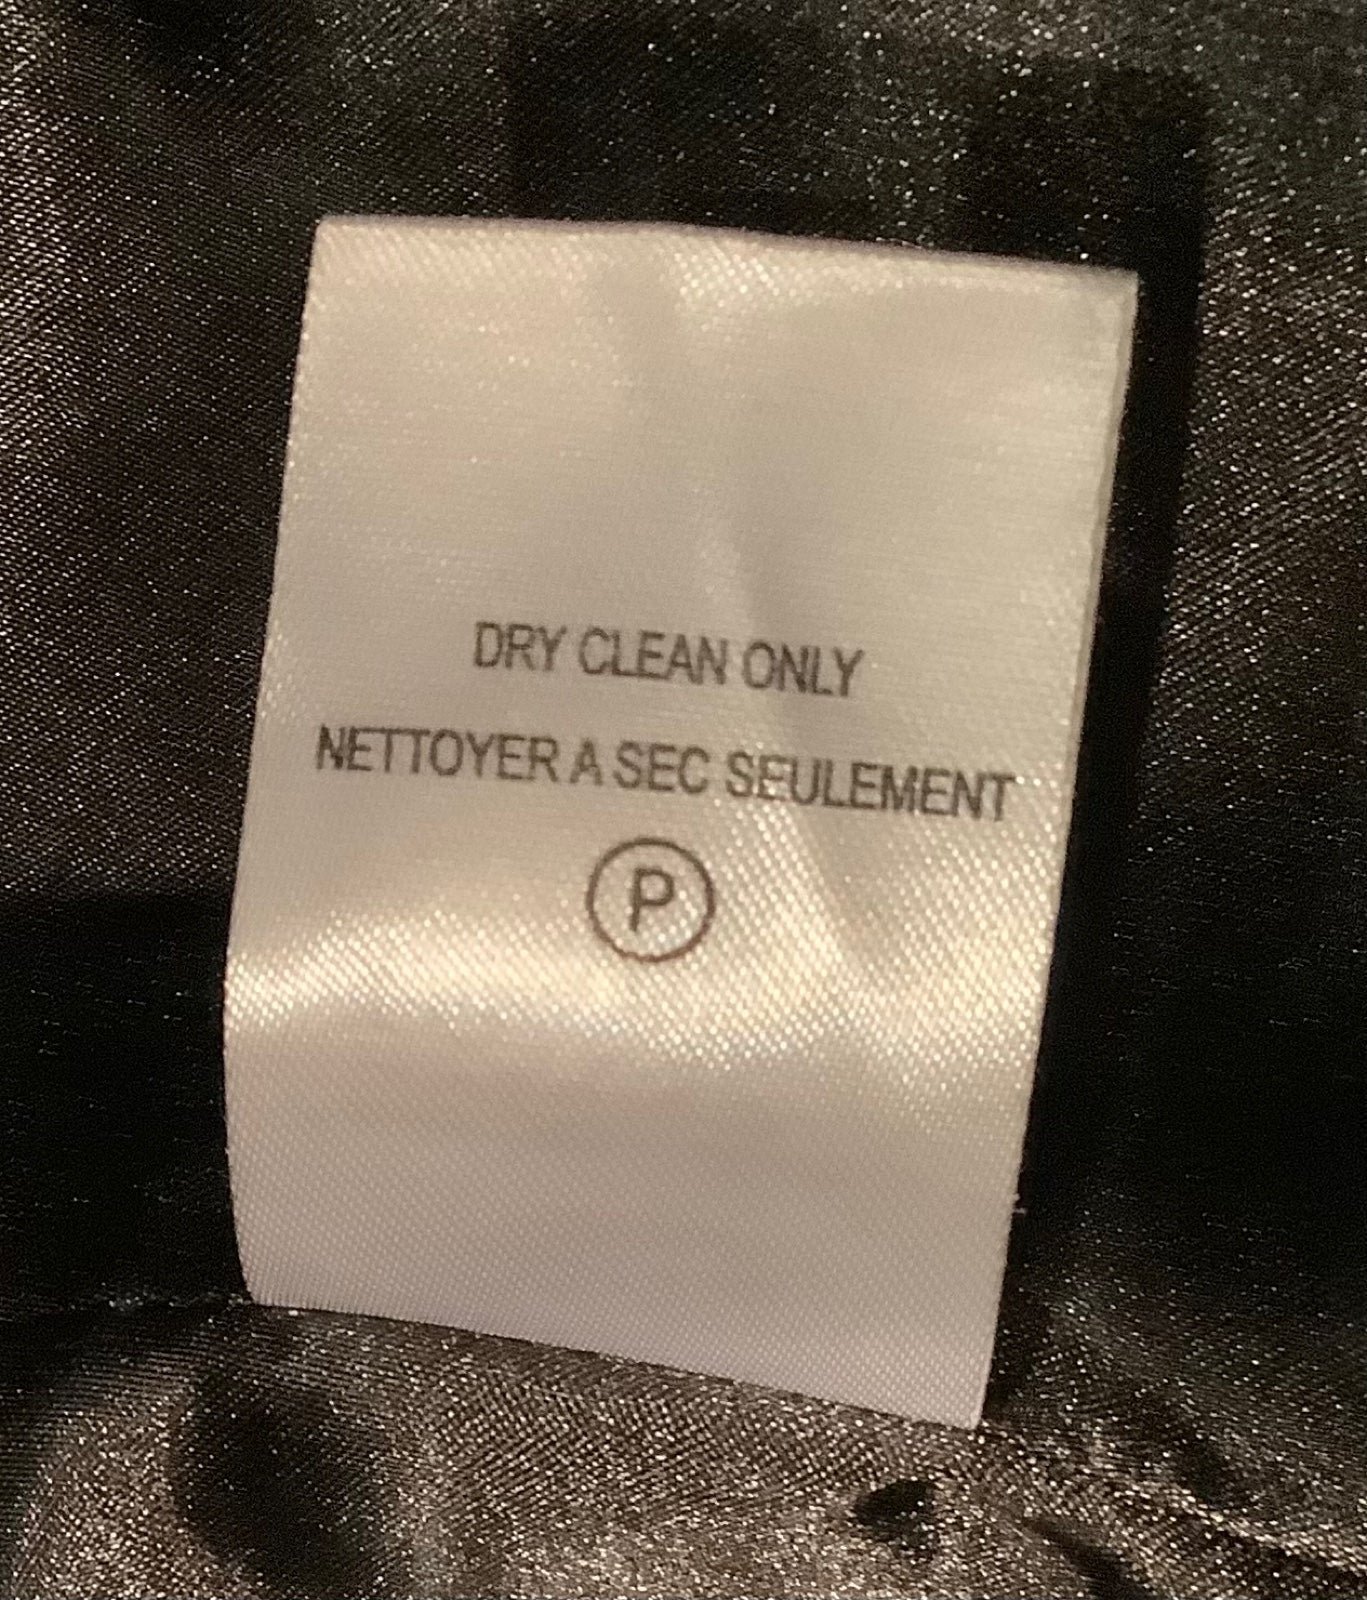 DRY CLEAN ONLY
NETTOYER A SEC SEULEMENT
P